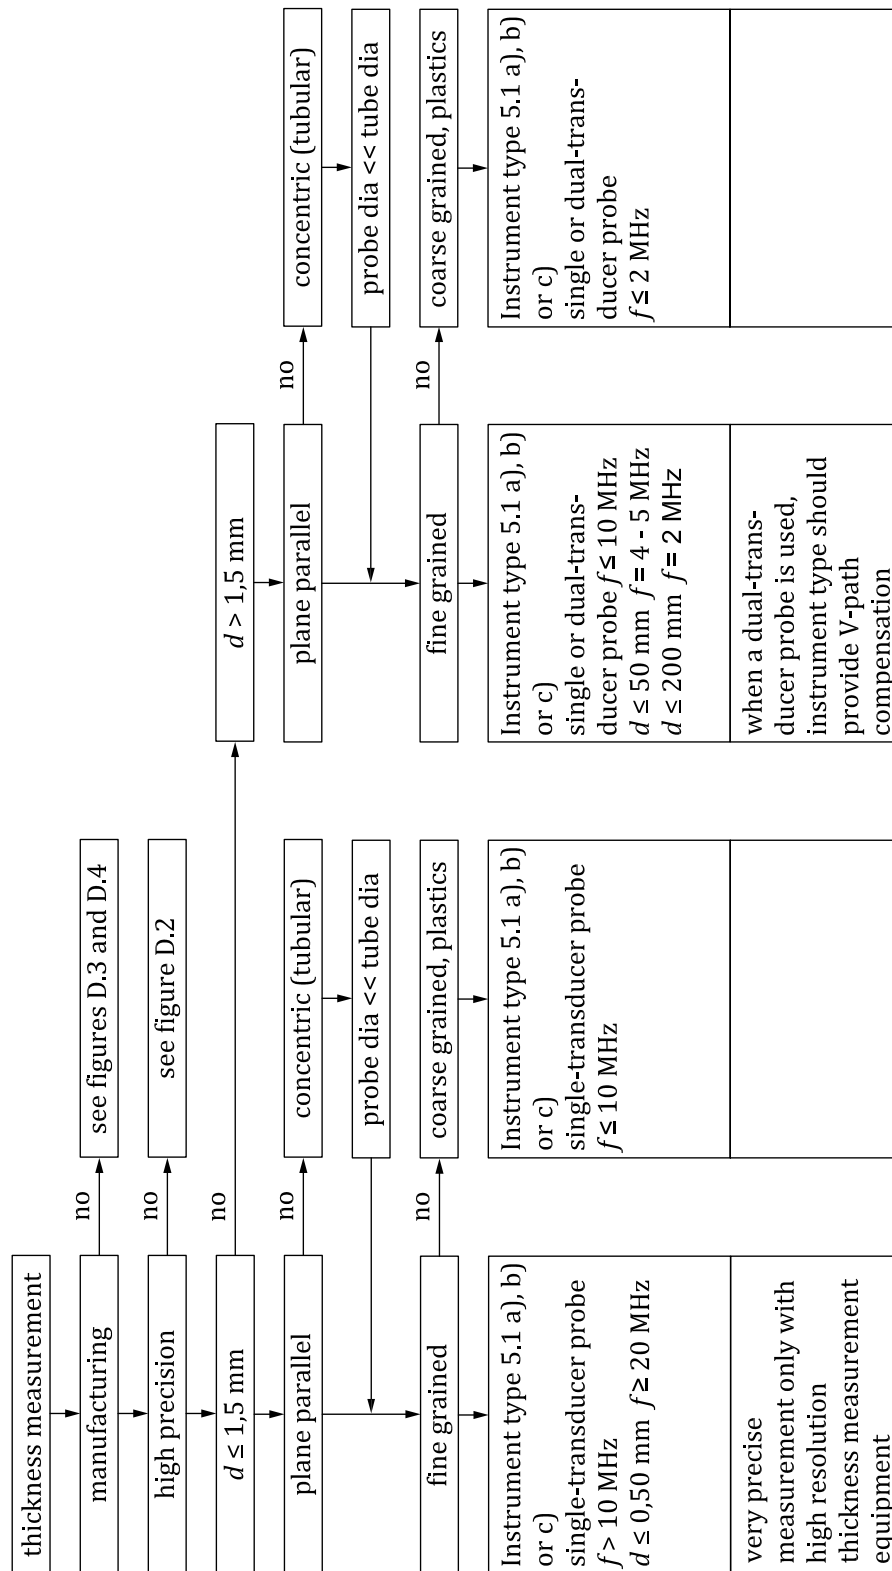 thickness measurement
manufacturing
no
see figures D.3 and D.4
high precision
no
see figure D.2
d ≤ 1,5 mm
no
d > 1,5 mm
plane parallel
no
concentric (tubular)
plane parallel
no
concentric (tubular)
probe dia << tube dia
probe dia << tube dia
fine grained
no
coarse grained, plastics
fine grained
no
coarse grained, plastics
Instrument type 5.1 a), b)
or c)
single-transducer probe
f > 10 MHz
d ≤ 0,50 mm f ≥ 20 MHz
Instrument type 5.1 a), b)
or c)
single-transducer probe
f ≤ 10 MHz
Instrument type 5.1 a), b)
or c)
single or dual-trans-
ducer probe f ≤ 10 MHz
d ≤ 50 mm f = 4 - 5 MHz
d ≤ 200 mm f = 2 MHz
Instrument type 5.1 a), b)
or c)
single or dual-trans-
ducer probe
f ≤ 2 MHz
very precise
measurement only with
high resolution
thickness measurement
equipment
when a dual-trans-
ducer probe is used,
instrument type should
provide V-path
compensation